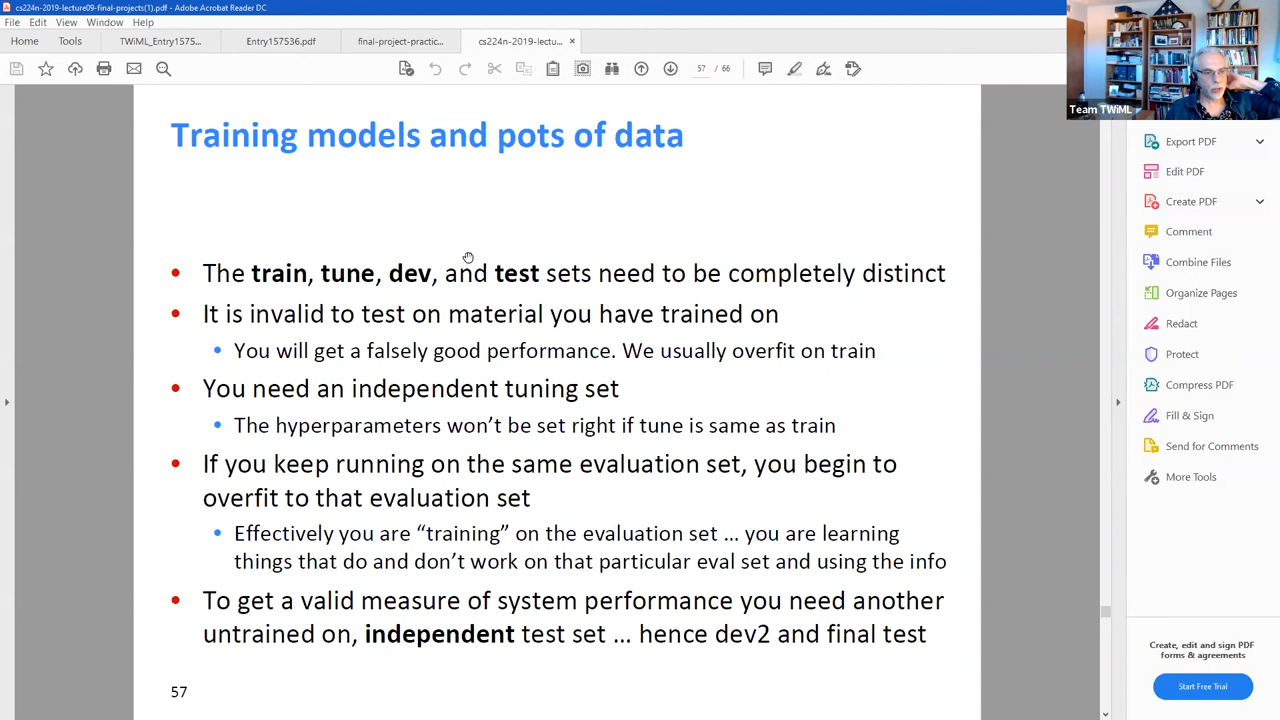 cs224n-2019-lecture09-final-projects(1).pdf - Adobe Acrobat Reader DC
File Edit View Window Help
Home Tools TWiML_Entry1575... Entry157536.pdf final-project-practic... cs224n-2019-lectu... ×
57 / 66
Team TWiML
Training models and pots of data
• The train, tune, dev, and test sets need to be completely distinct
• It is invalid to test on material you have trained on
• You will get a falsely good performance. We usually overfit on train
• You need an independent tuning set
• The hyperparameters won’t be set right if tune is same as train
• If you keep running on the same evaluation set, you begin to
overfit to that evaluation set
• Effectively you are “training” on the evaluation set … you are learning
things that do and don’t work on that particular eval set and using the info
• To get a valid measure of system performance you need another
untrained on, independent test set … hence dev2 and final test
57
Export PDF
Edit PDF
Create PDF
Comment
Combine Files
Organize Pages
Redact
Protect
Compress PDF
Fill & Sign
Send for Comments
More Tools
Create, edit and sign PDF
forms & agreements
Start Free Trial